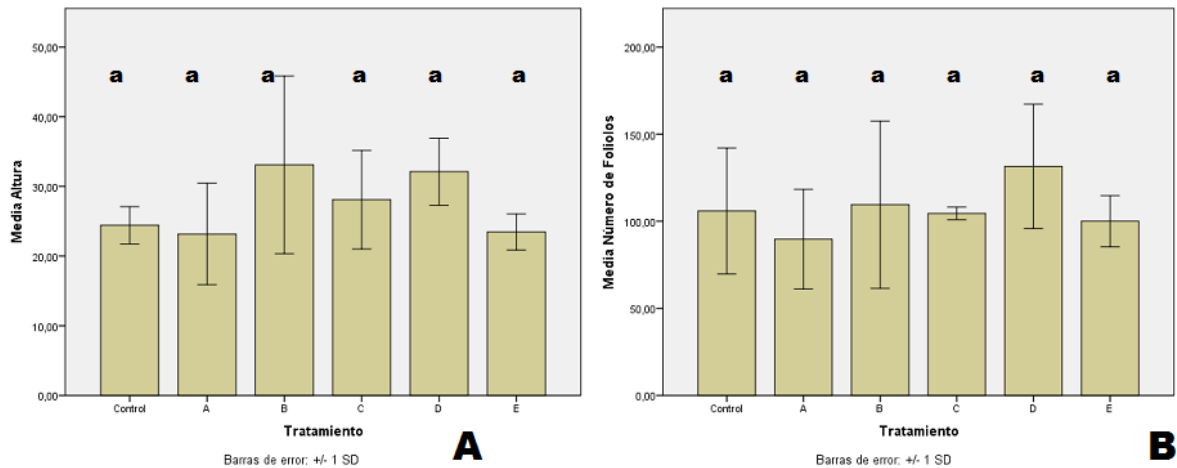 50,00
40,00
30,00
20,00
10,00
0,00
Media Altura
a a a a a a
Control A B C D E
Tratamiento
Barras de error: +/- 1 SD
A
200,00
150,00
100,00
50,00
0,00
Media Número de Foliolos
a a a a a a
Control A B C D E
Tratamiento
Barras de error: +/- 1 SD
B